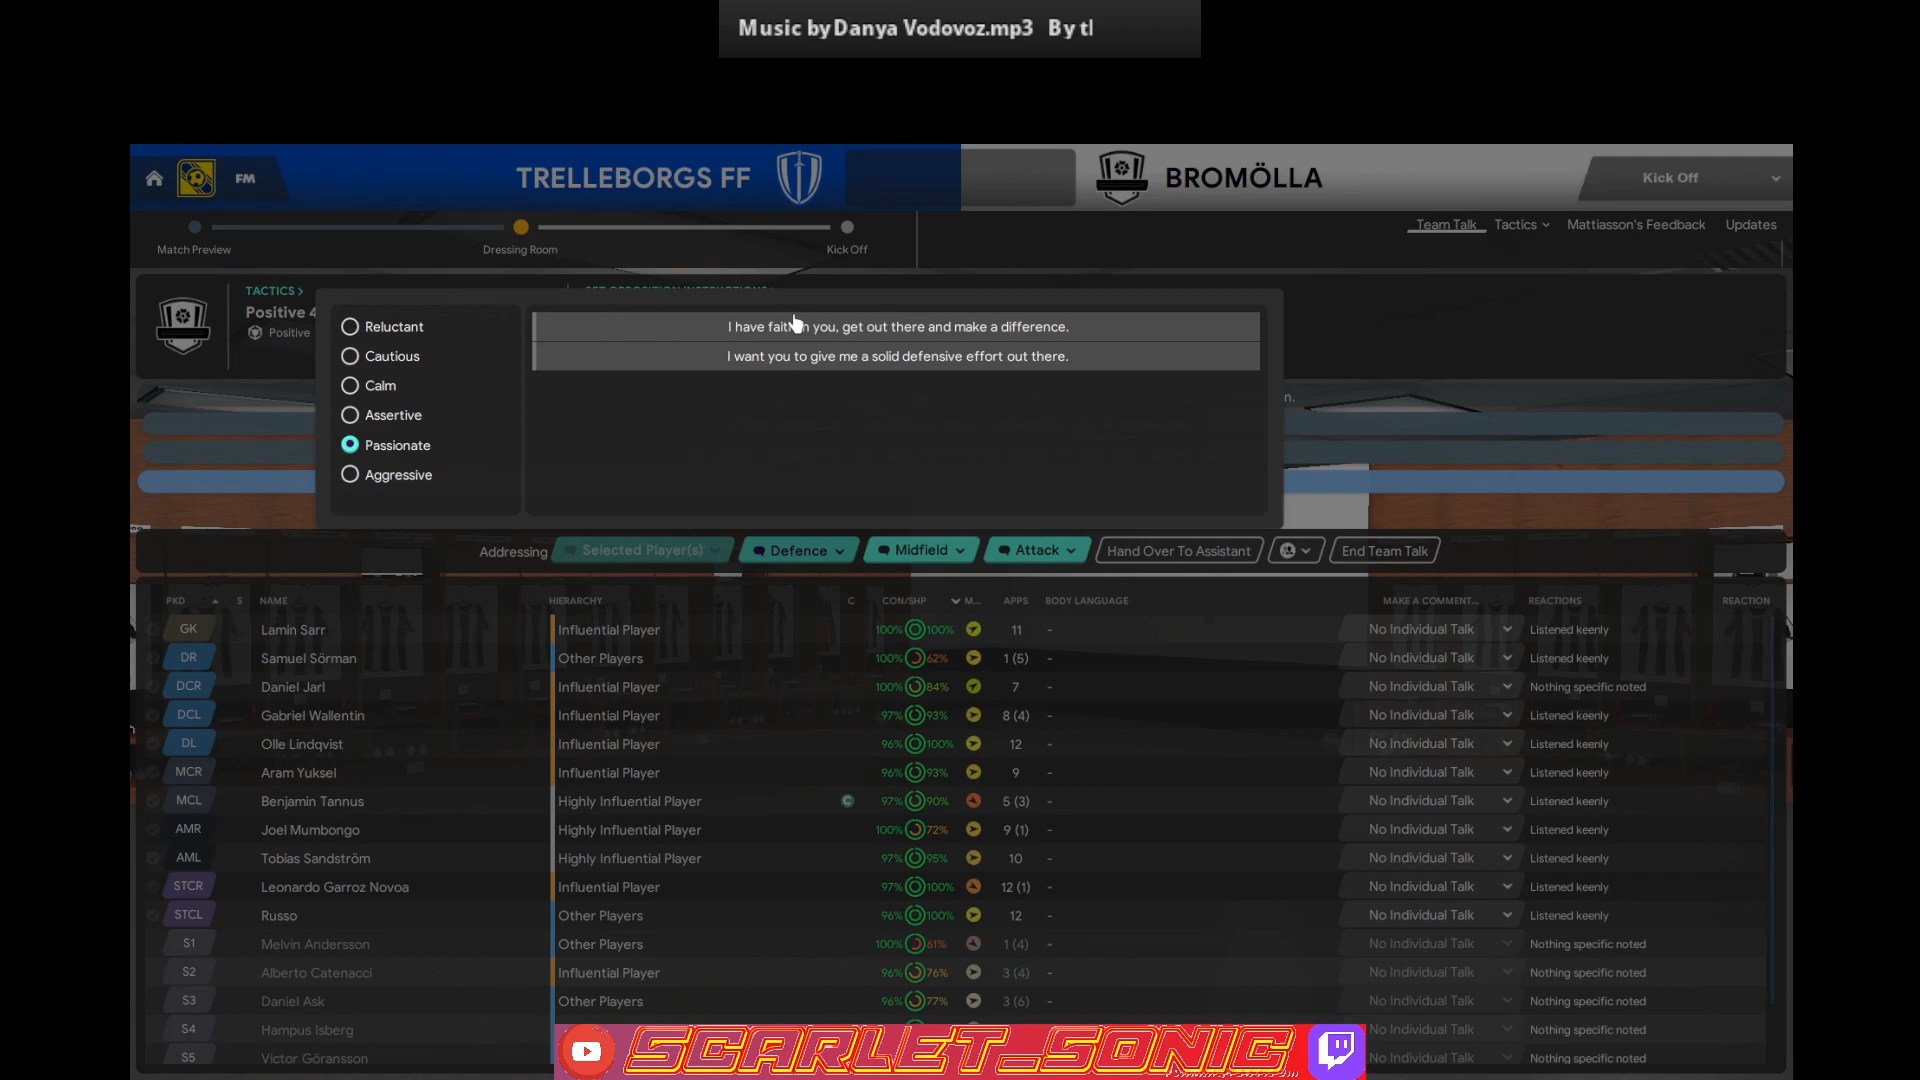 Music by Danya Vodovoz.mp3 By tl
FM
TRELLEBORGS FF
BROMÖLLA
Kick Off
Match Preview
Dressing Room
Kick Off
Team Talk Tactics Mattiasson's Feedback Updates
TACTICS >
Positive 4
Positive
Reluctant
Cautious
Calm
Assertive
Passionate
Aggressive
I have faith in you, get out there and make a difference.
I want you to give me a solid defensive effort out there.
n.
Addressing Selected Player(s) Defence Midfield Attack Hand Over To Assistant End Team Talk
PKD S NAME HIERARCHY C CON/SHP M... APPS BODY LANGUAGE MAKE A COMMENT... REACTIONS REACTION
GK Lamin Sarr Influential Player 100% 100% 11 - No Individual Talk Listened keenly
DR Samuel Sörman Other Players 100% 62% 1 (5) - No Individual Talk Listened keenly
DCR Daniel Jarl Influential Player 100% 84% 7 - No Individual Talk Nothing specific noted
DCL Gabriel Wallentin Influential Player 97% 93% 8 (4) - No Individual Talk Listened keenly
DL Olle Lindqvist Influential Player 96% 100% 12 - No Individual Talk Listened keenly
MCR Aram Yuksel Influential Player 96% 93% 9 - No Individual Talk Listened keenly
MCL Benjamin Tannus Highly Influential Player C 97% 90% 5 (3) - No Individual Talk Listened keenly
AMR Joel Mumbongo Highly Influential Player 100% 72% 9 (1) - No Individual Talk Listened keenly
AML Tobias Sandström Highly Influential Player 97% 95% 10 - No Individual Talk Listened keenly
STCR Leonardo Garroz Novoa Influential Player 97% 100% 12 (1) - No Individual Talk Listened keenly
STCL Russo Other Players 96% 100% 12 - No Individual Talk Listened keenly
S1 Melvin Andersson Other Players 100% 61% 1 (4) - No Individual Talk Nothing specific noted
S2 Alberto Catenacci Influential Player 96% 76% 3 (4) - No Individual Talk Nothing specific noted
S3 Daniel Ask Other Players 96% 77% 3 (6) - No Individual Talk Nothing specific noted
S4 Hampus Isberg No Individual Talk Nothing specific noted
S5 Victor Göransson No Individual Talk Nothing specific noted
SCARLET_SONIC